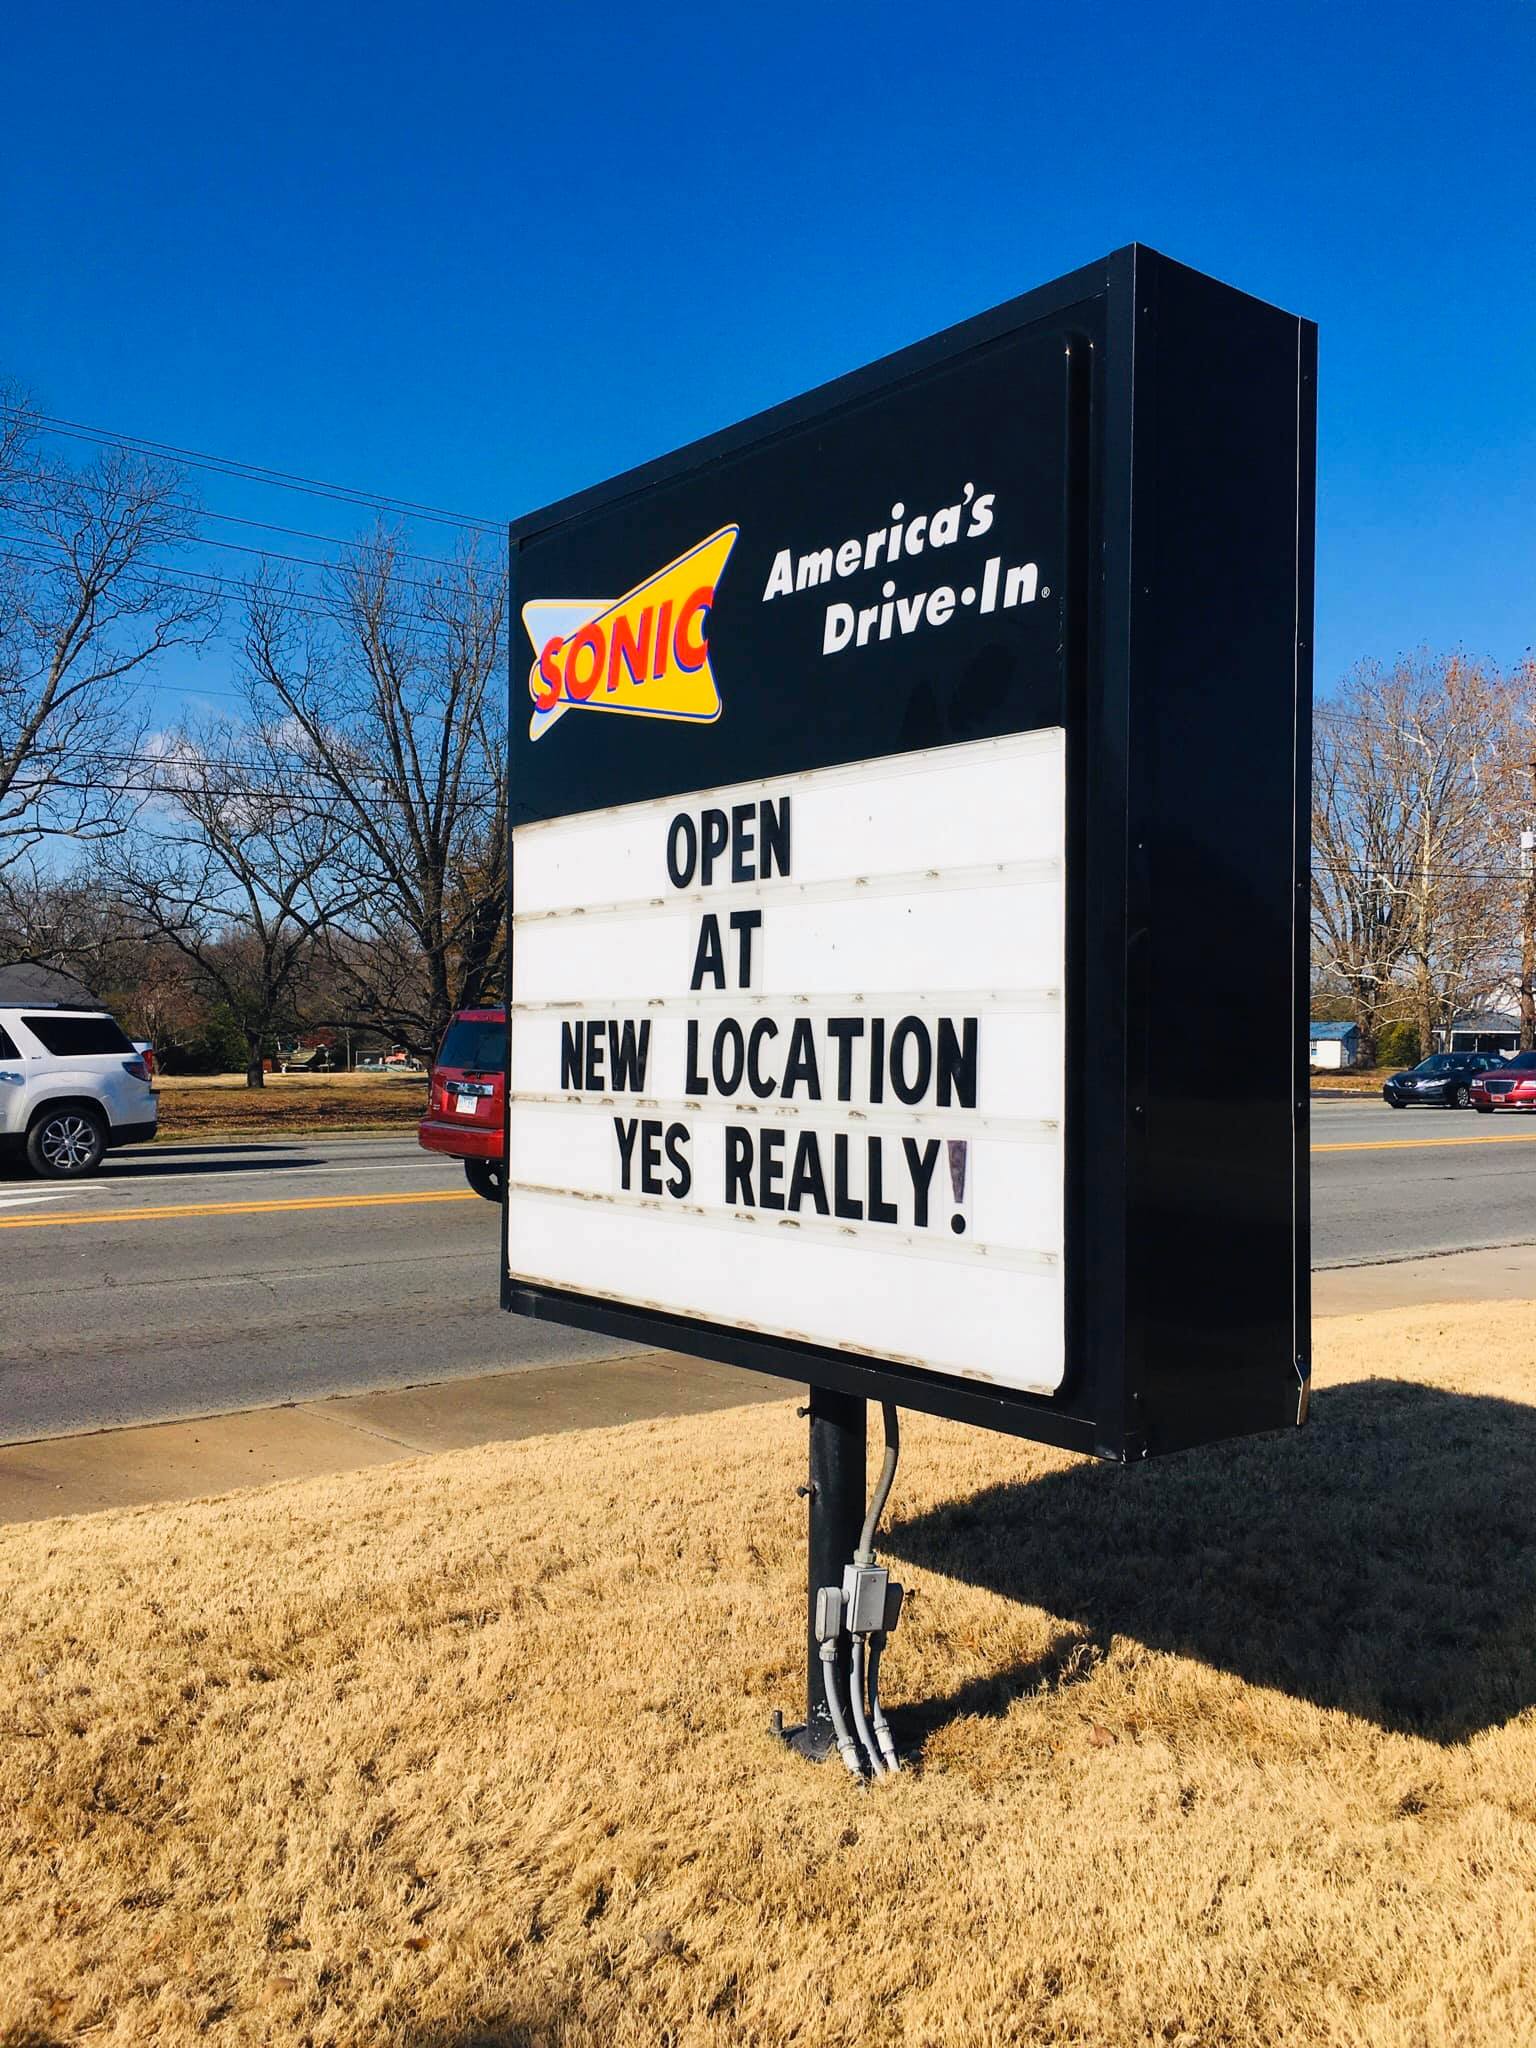 America's
Drive-In®
SONIC
OPEN
AT
NEW LOCATION
YES REALLY!